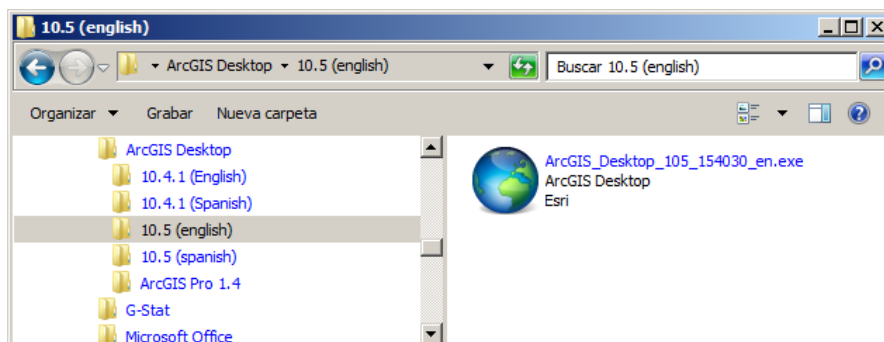 10.5 (english)
ArcGIS Desktop 10.5 (english)
Buscar 10.5 (english)
Organizar Grabar Nueva carpeta
ArcGIS Desktop
10.4.1 (English)
10.4.1 (Spanish)
10.5 (english)
10.5 (spanish)
ArcGIS Pro 1.4
G-Stat
Microsoft Office
ArcGIS_Desktop_105_154030_en.exe
ArcGIS Desktop
Esri